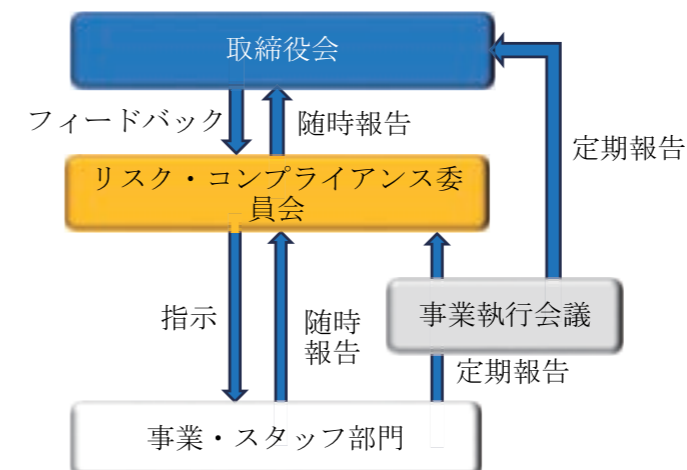 取締役会
フィードバック
随時報告
定期報告
リスク・コンプライアンス委
員会
指示
随時
報告
事業執行会議
定期報告
事業・スタッフ部門